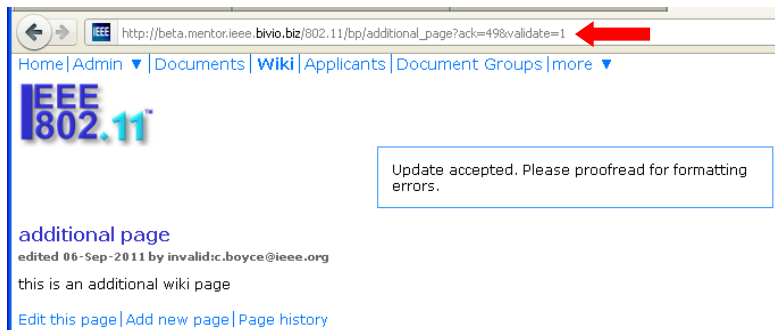 IEEE http://beta.mentor.ieee.bivio.biz/802.11/bp/additional_page?ack=49&validate=1
Home|Admin ▼|Documents|Wiki|Applicants|Document Groups|more ▼
IEEE
802.11™
Update accepted. Please proofread for formatting
errors.
additional page
edited 06-Sep-2011 by invalid:c.boyce@ieee.org
this is an additional wiki page
Edit this page|Add new page|Page history